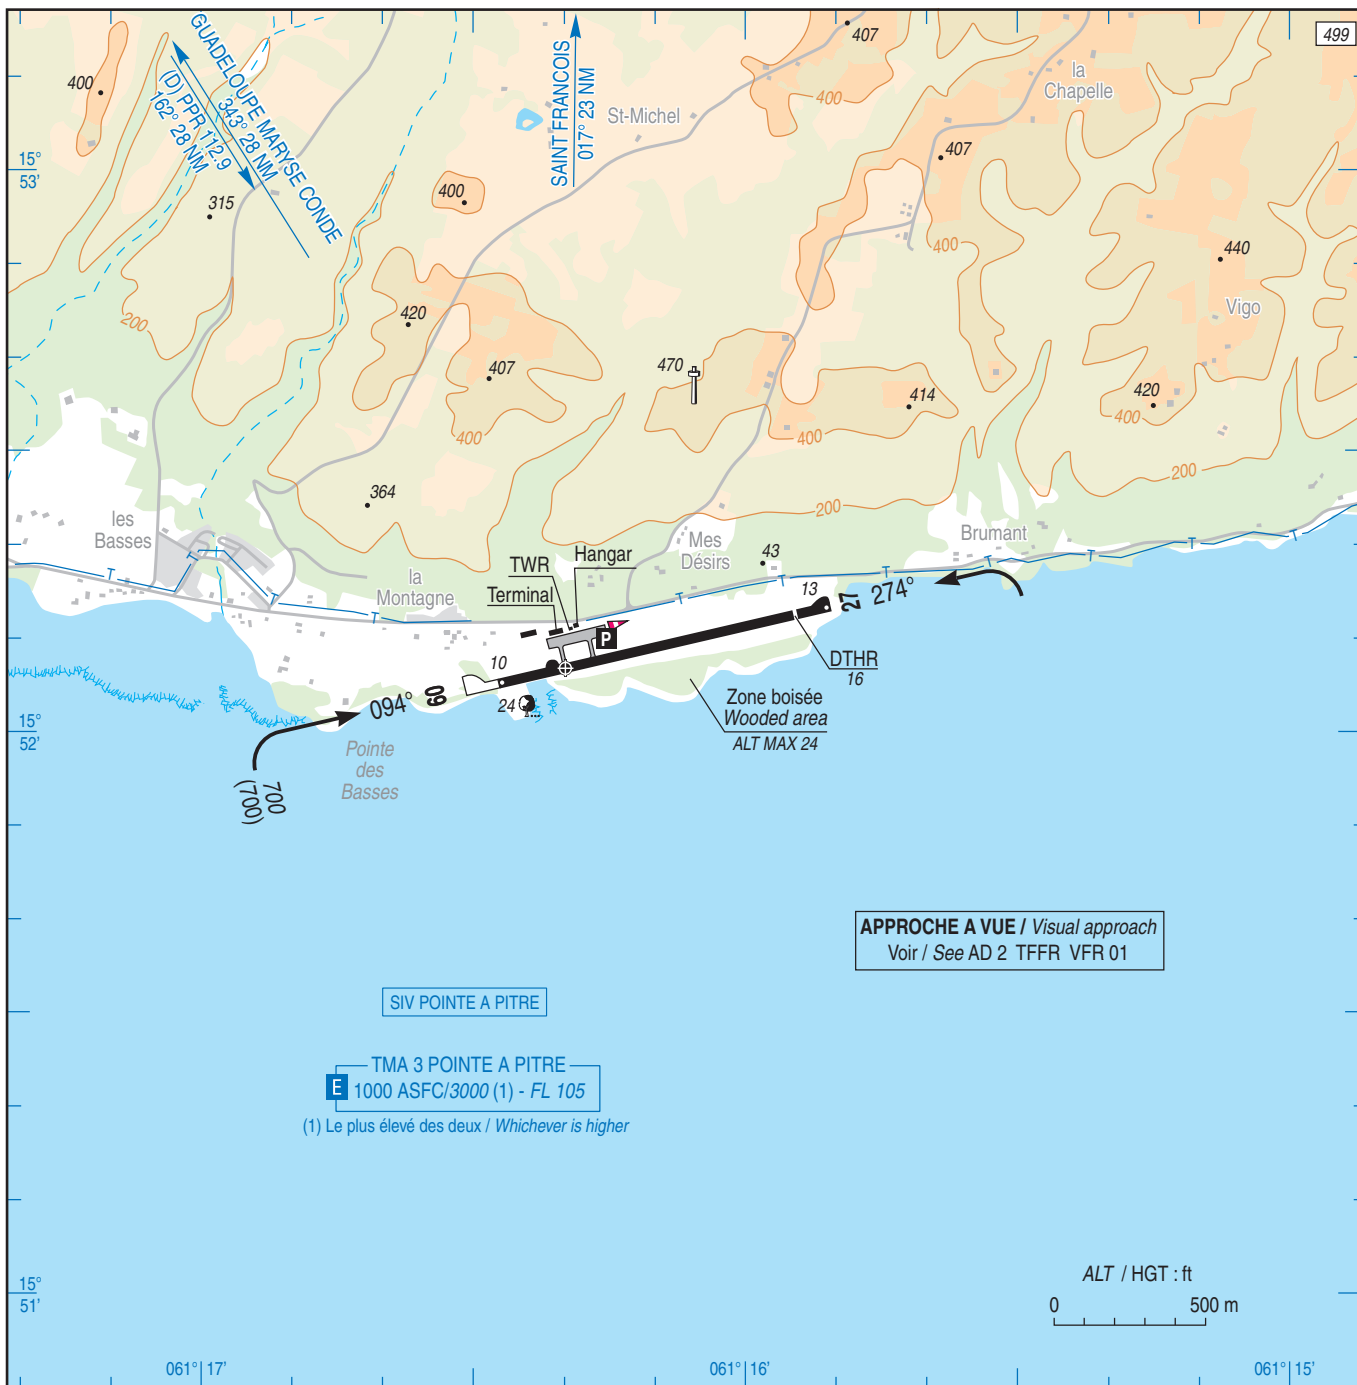 499
407
400
GUADELOUPE MARYSE CONDE
343° 28 NM
(D) PPR 112.9
162° 28 NM
SAINT FRANCOIS
017° 23 NM
St-Michel
400
la
Chapelle
407
15°
53'
315
400
400
440
Vigo
200
420
407
470
414
420
400
400
400
200
364
200
les
Basses
Brumant
Mes
Désirs
43
Hangar
TWR
Terminal
la
Montagne
T
T
T
T
T
T
T
T
T
T
T
13
27
274°
P
DTHR
16
10
09
094°
24
Zone boisée
Wooded area
ALT MAX 24
15°
52'
Pointe
des
Basses
700
(700)
APPROCHE A VUE / Visual approach
Voir / See AD 2 TFFR VFR 01
SIV POINTE A PITRE
TMA 3 POINTE A PITRE
E 1000 ASFC/3000 (1) - FL 105
(1) Le plus élevé des deux / Whichever is higher
ALT / HGT : ft
0 500 m
15°
51'
061° 17'
061° 16'
061° 15'